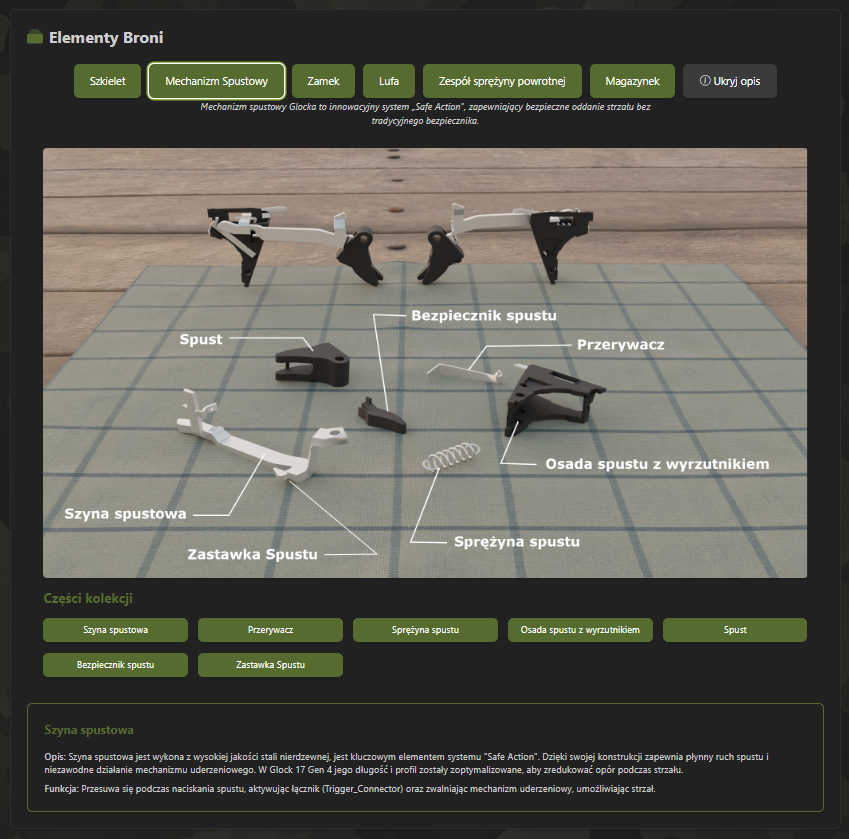 Elementy Broni
Szkielet
Mechanizm Spustowy
Zamek
Lufa
Zespół sprężyny powrotnej
Magazynek
Ukryj opis
Mechanizm spustowy Glocka to innowacyjny system „Safe Action”, zapewniający bezpieczne oddanie strzału bez
tradycyjnego bezpiecznika.
Bezpiecznik spustu
Spust
Przerywacz
Osada spustu z wyrzutnikiem
Szyna spustowa
Sprężyna spustu
Zastawka Spustu
Części kolekcji
Szyna spustowa
Przerywacz
Sprężyna spustu
Osada spustu z wyrzutnikiem
Spust
Bezpiecznik spustu
Zastawka Spustu
Szyna spustowa
Opis: Szyna spustowa jest wykona z wysokiej jakości stali nierdzewnej, jest kluczowym elementem systemu "Safe Action". Dzięki swojej konstrukcji zapewnia płynny ruch spustu i
niezawodne działanie mechanizmu uderzeniowego. W Glock 17 Gen 4 jego długość i profil zostały zoptymalizowane, aby zredukować opór podczas strzału.
Funkcja: Przesuwa się podczas naciskania spustu, aktywując łącznik (Trigger_Connector) oraz zwalniając mechanizm uderzeniowy, umożliwiając strzał.